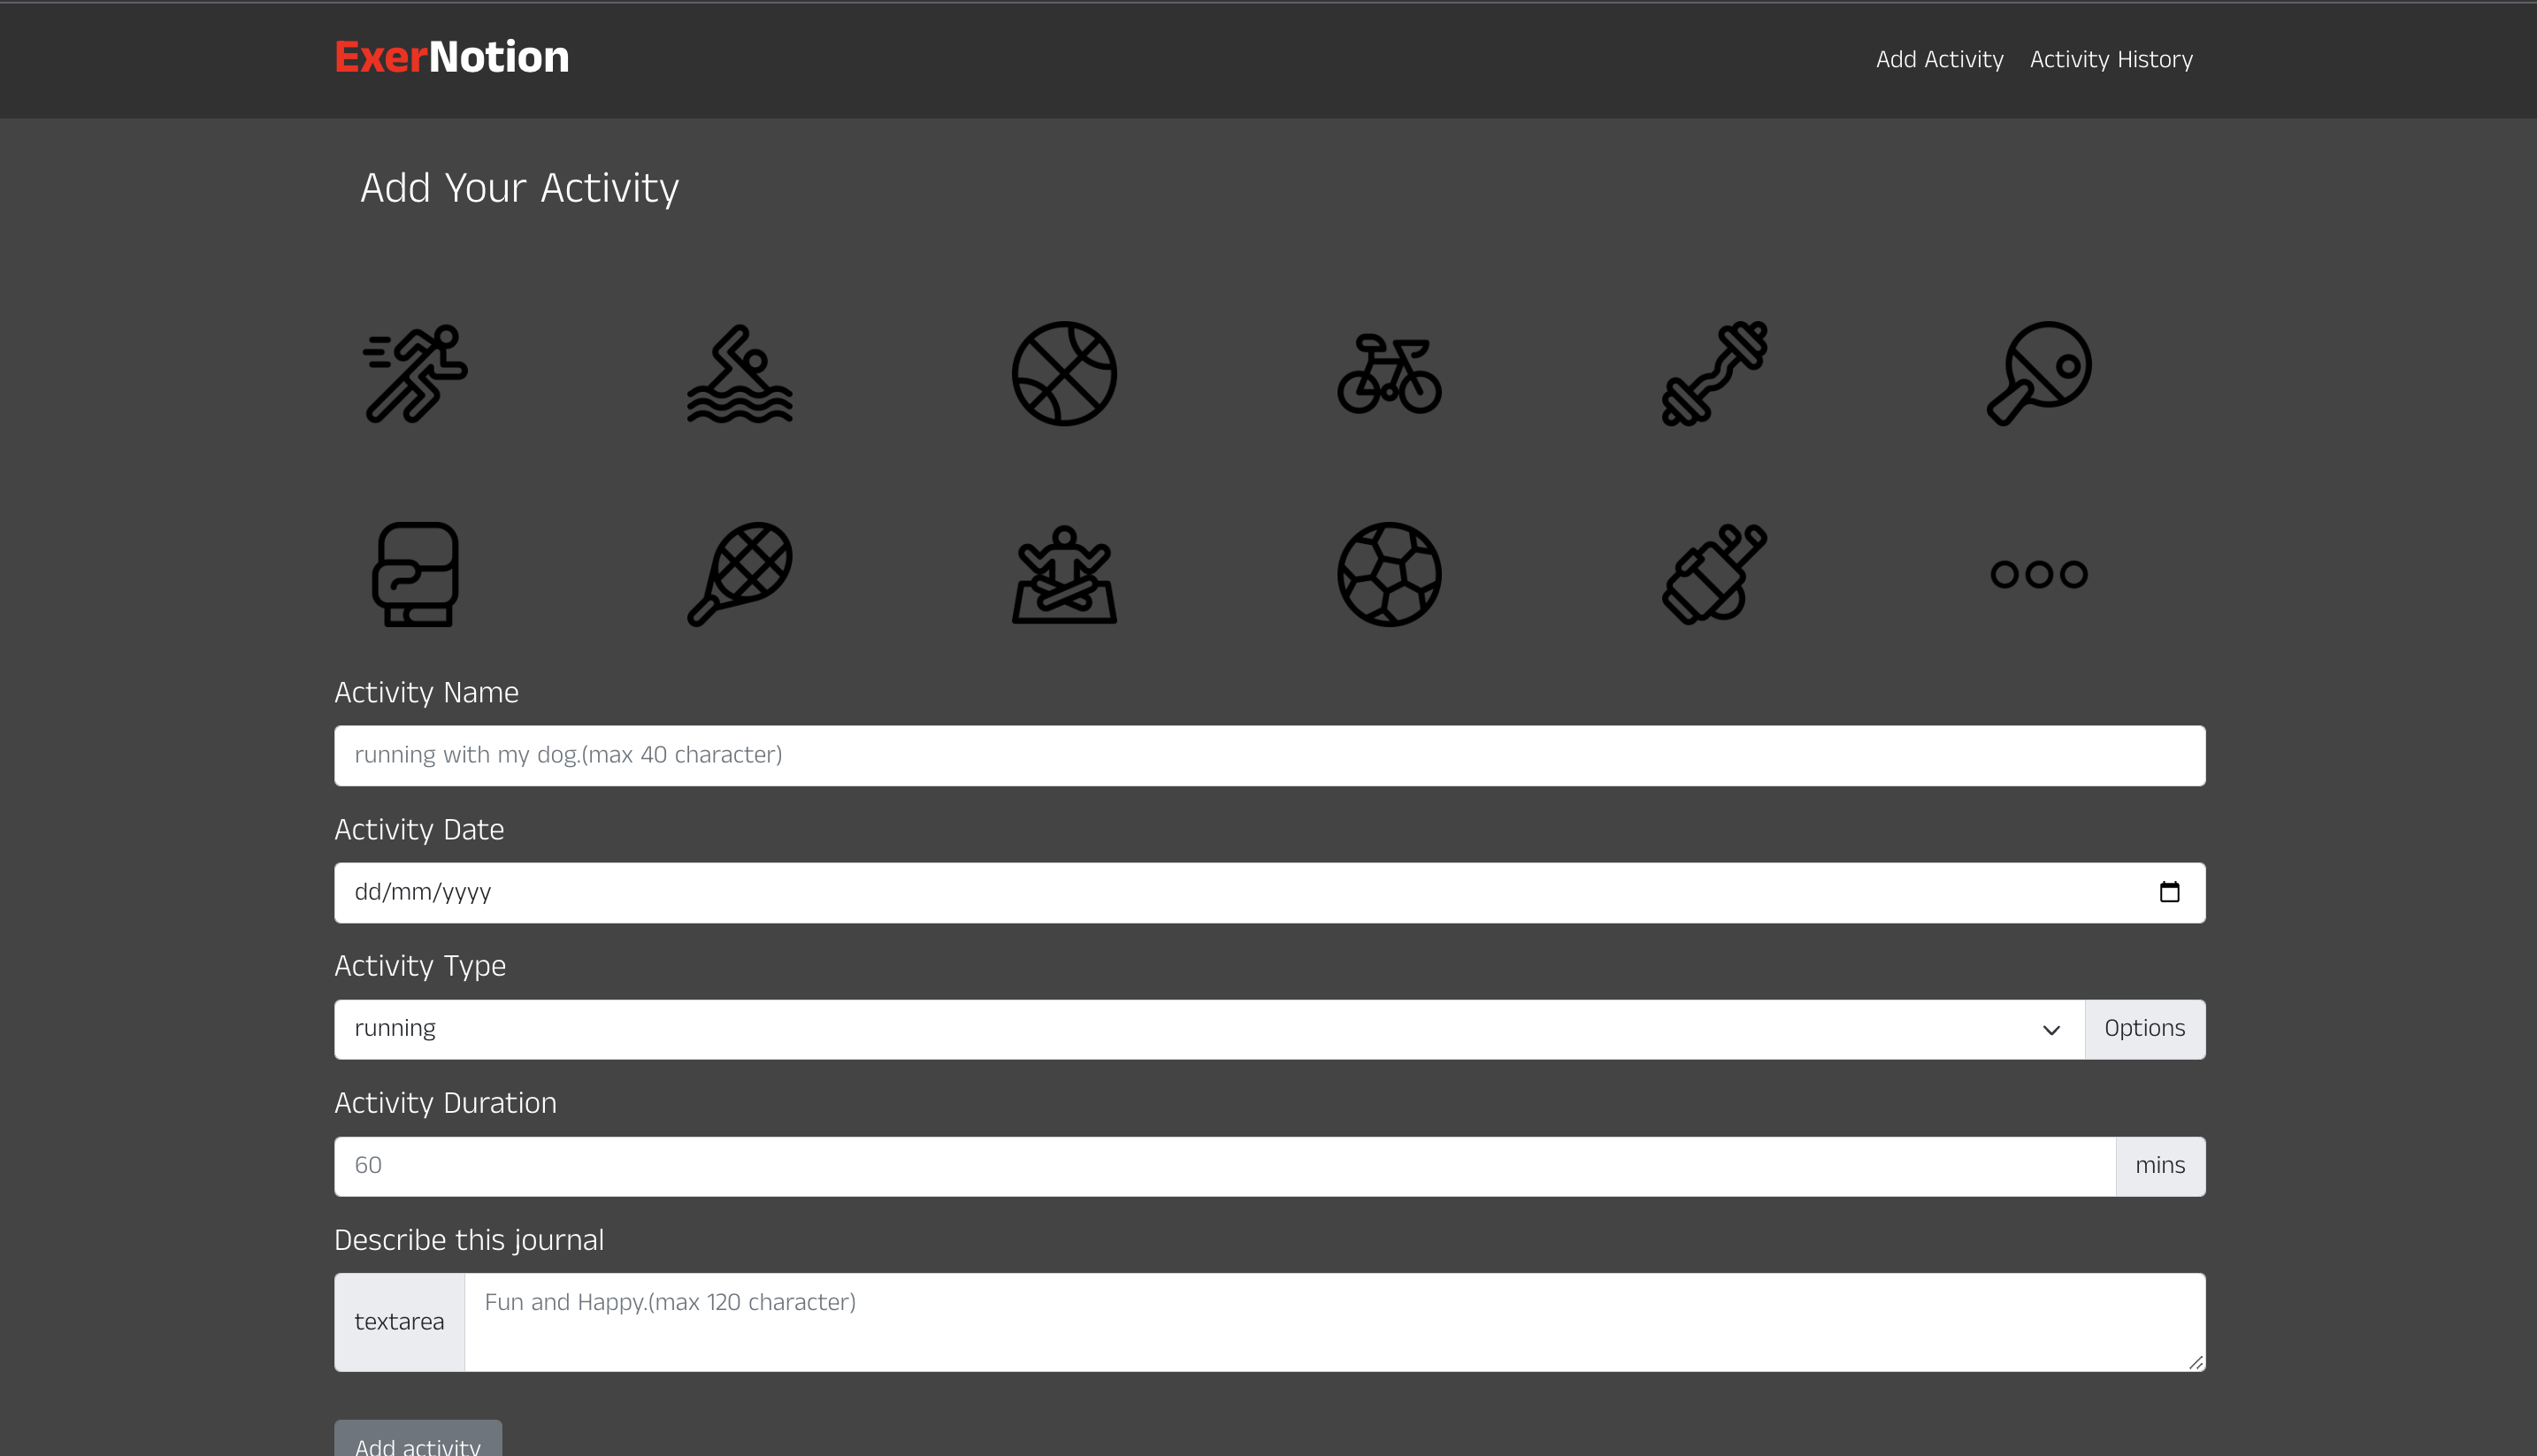 ExerNotion
Add Activity
Activity History
Add Your Activity
Activity Name
running with my dog.(max 40 character)
Activity Date
dd/mm/yyyy
Activity Type
running
Options
Activity Duration
60
mins
Describe this journal
textarea
Fun and Happy.(max 120 character)
Add activity